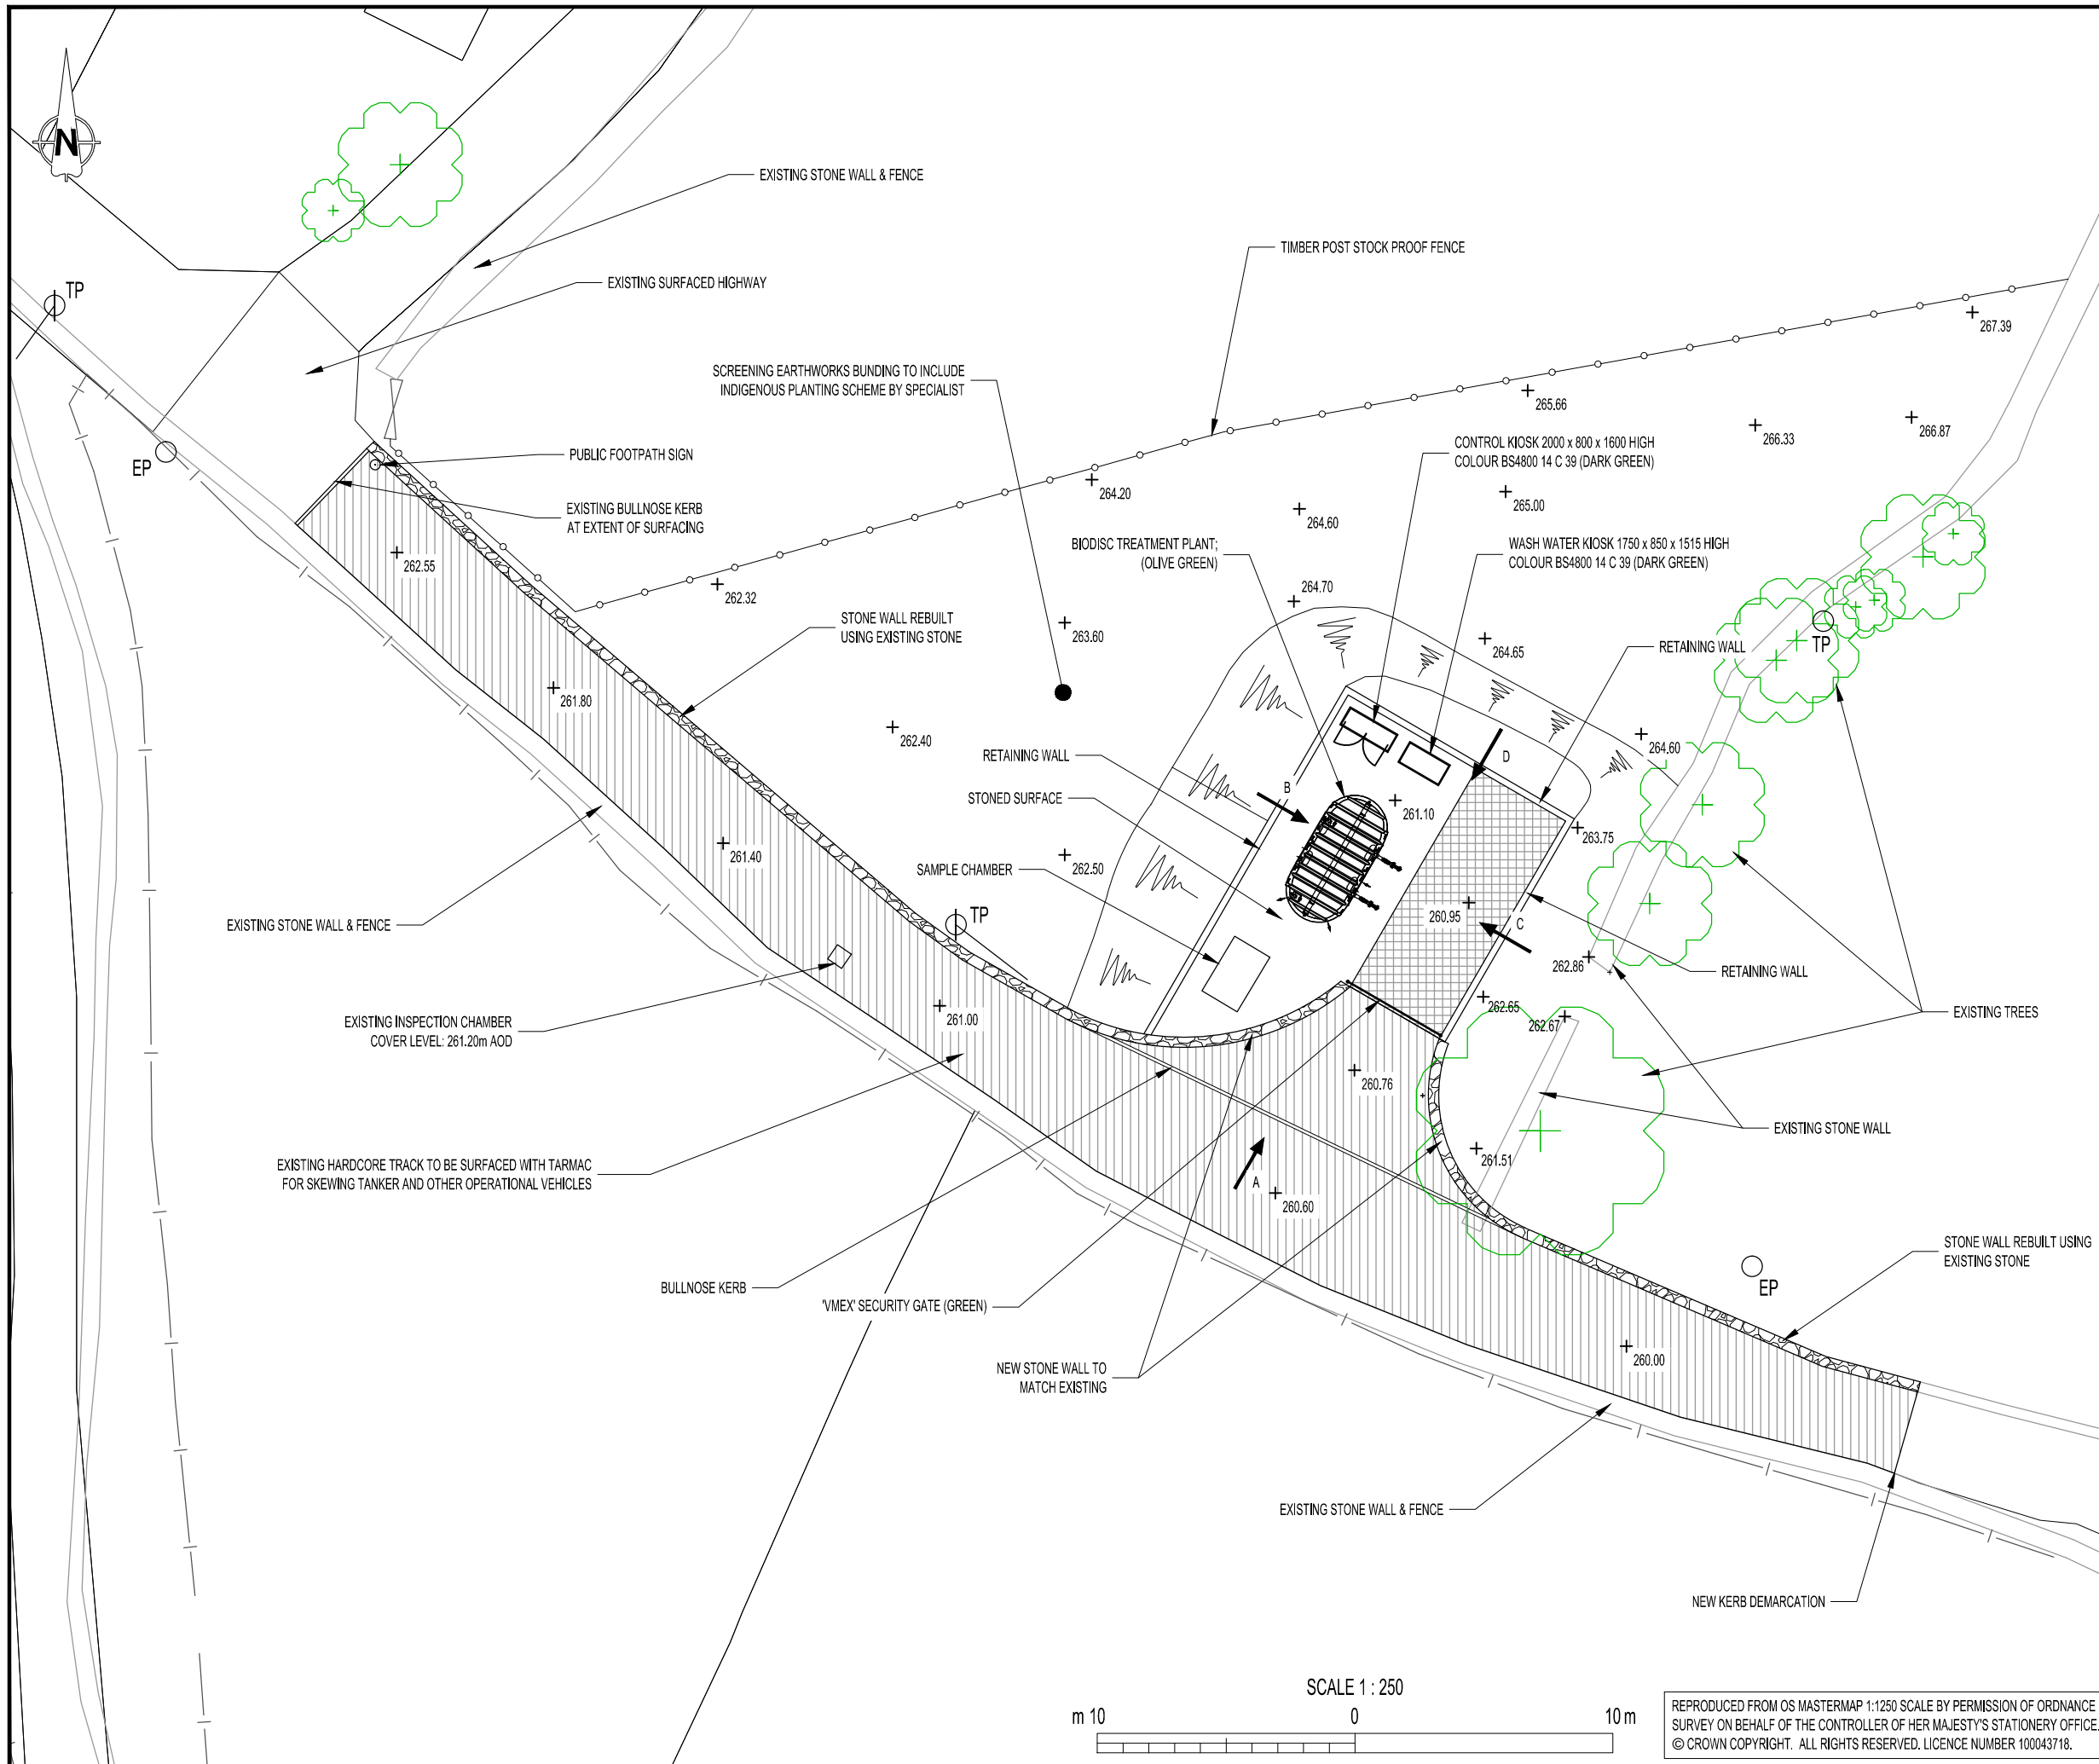 N
EXISTING STONE WALL & FENCE
TIMBER POST STOCK PROOF FENCE
EXISTING SURFACED HIGHWAY
TP
267.39
SCREENING EARTHWORKS BUNDING TO INCLUDE
INDIGENOUS PLANTING SCHEME BY SPECIALIST
265.66
266.33
266.87
CONTROL KIOSK 2000 x 800 x 1600 HIGH
COLOUR BS4800 14 C 39 (DARK GREEN)
PUBLIC FOOTPATH SIGN
EP
264.20
265.00
EXISTING BULLNOSE KERB
AT EXTENT OF SURFACING
264.60
BIODISC TREATMENT PLANT;
(OLIVE GREEN)
WASH WATER KIOSK 1750 x 850 x 1515 HIGH
COLOUR BS4800 14 C 39 (DARK GREEN)
262.55
262.32
264.70
STONE WALL REBUILT
USING EXISTING STONE
263.60
264.65
RETAINING WALL
TP
261.80
262.40
264.60
RETAINING WALL
D
B
STONED SURFACE
261.10
263.75
261.40
262.50
SAMPLE CHAMBER
EXISTING STONE WALL & FENCE
TP
260.95
C
262.86
RETAINING WALL
262.65
262.67
EXISTING TREES
261.00
EXISTING INSPECTION CHAMBER
COVER LEVEL: 261.20m AOD
260.76
EXISTING STONE WALL
261.51
EXISTING HARDCORE TRACK TO BE SURFACED WITH TARMAC
FOR SKEWING TANKER AND OTHER OPERATIONAL VEHICLES
A
260.60
STONE WALL REBUILT USING
EXISTING STONE
BULLNOSE KERB
EP
'VMEX' SECURITY GATE (GREEN)
260.00
NEW STONE WALL TO
MATCH EXISTING
EXISTING STONE WALL & FENCE
NEW KERB DEMARCATION
SCALE 1 : 250
m 10 0 10 m
REPRODUCED FROM OS MASTERMAP 1:1250 SCALE BY PERMISSION OF ORDNANCE
SURVEY ON BEHALF OF THE CONTROLLER OF HER MAJESTY'S STATIONERY OFFICE.
© CROWN COPYRIGHT. ALL RIGHTS RESERVED. LICENCE NUMBER 100043718.